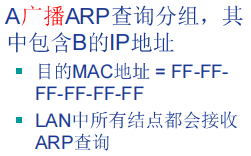 A广播ARP查询分组，其
中包含B的IP地址
目的MAC地址 = FF-FF-
FF-FF-FF-FF
LAN中所有结点都会接收
ARP查询